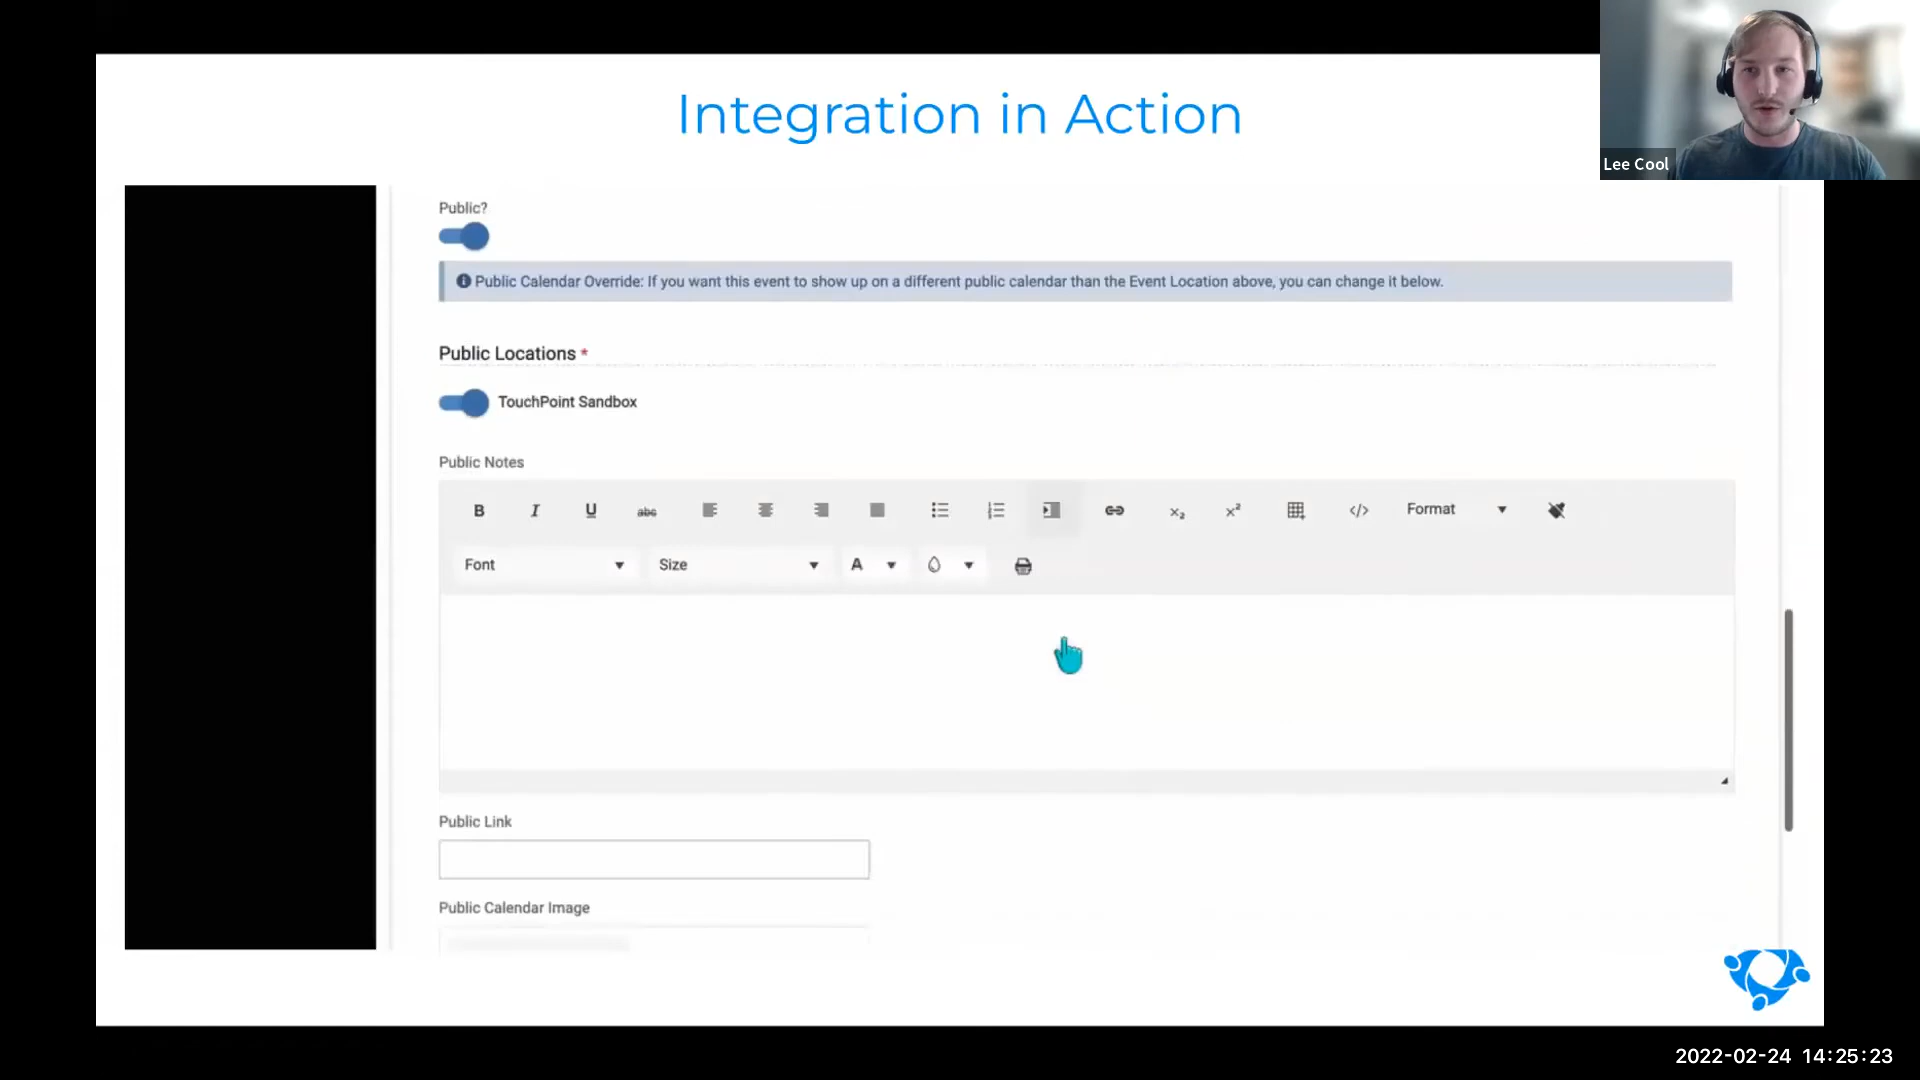 Integration in Action
Lee Cool
Public?
Public Calendar Override: If you want this event to show up on a different public calendar than the Event Location above, you can change it below.
Public Locations *
TouchPoint Sandbox
Public Notes
B I U abc x₂ x² </> Format
Font Size A
Public Link
Public Calendar Image
2022-02-24 14:25:23